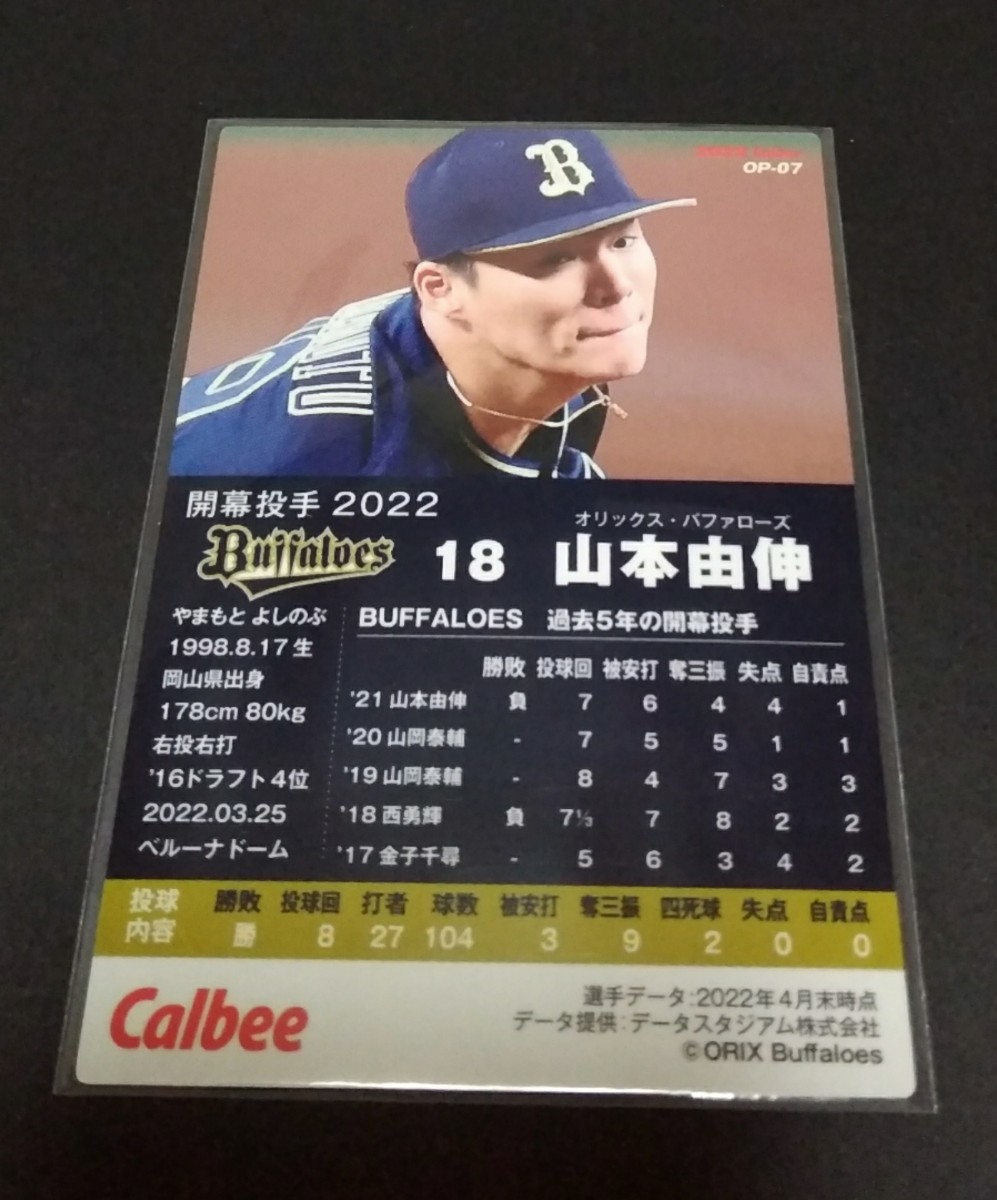 B
OP-07
開幕投手 2022
オリックス・バファローズ
Buffaloes 18 山本由伸
やまもと よしのぶ
1998.8.17生
岡山県出身
178cm 80kg
右投右打
'16ドラフト4位
2022.03.25
ベルーナドーム
BUFFALOES 過去5年の開幕投手
勝敗 投球回 被安打 奪三振 失点 自責点
'21 山本由伸 負 7 6 4 4 1
'20 山岡泰輔 - 7 5 5 1 1
'19 山岡泰輔 - 8 4 7 3 3
'18 西勇輝 負 7⅓ 7 8 2 2
'17 金子千尋 - 5 6 3 4 2
投球内容 勝敗 投球回 打者 球数 被安打 奪三振 四死球 失点 自責点
勝 8 27 104 3 9 2 0 0
Calbee
選手データ:2022年4月末時点
データ提供:データスタジアム株式会社
© ORIX Buffaloes